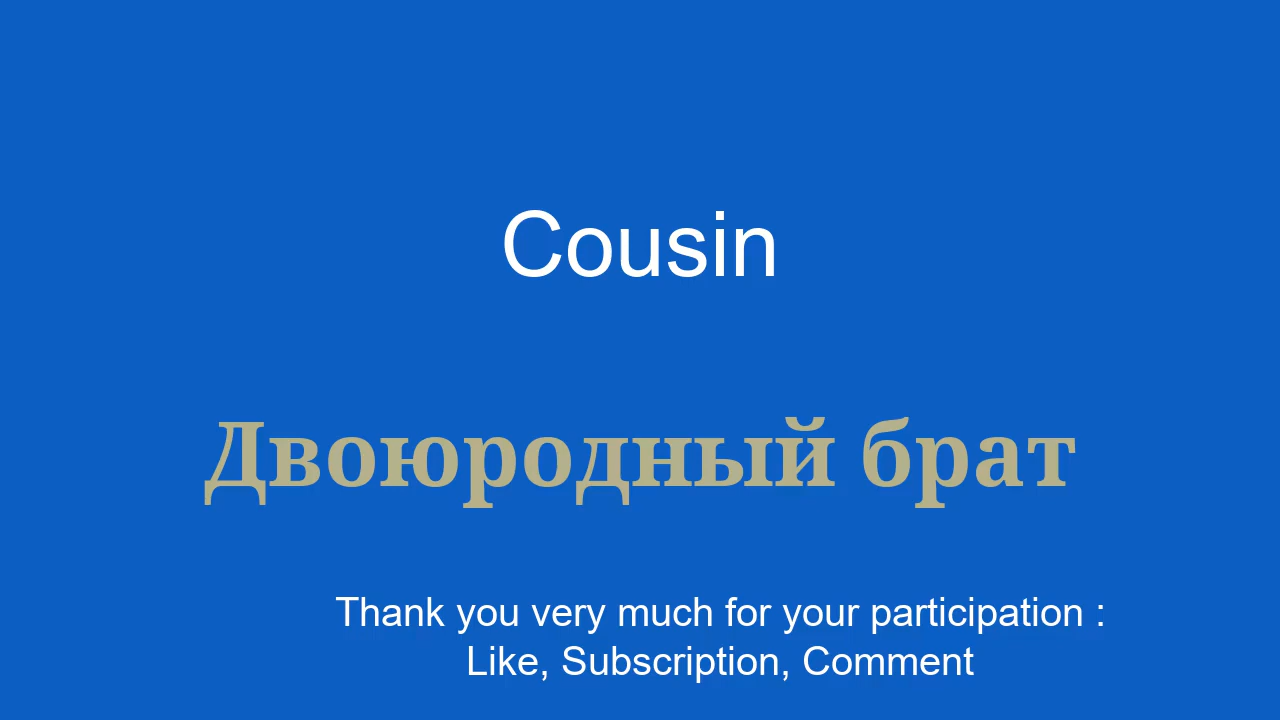 Cousin
Двоюродный брат
Thank you very much for your participation :
Like, Subscription, Comment